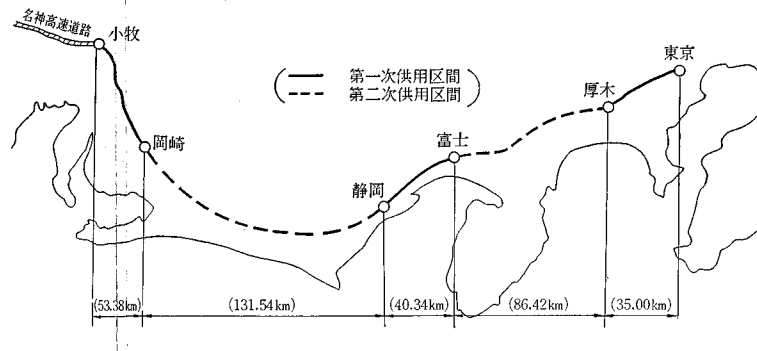 名神高速道路
小牧
東京
第一次供用区間
第二次供用区間
厚木
岡崎
富士
静岡
(53.38km)
(131.54km)
(40.34km)
(86.42km)
(35.00km)